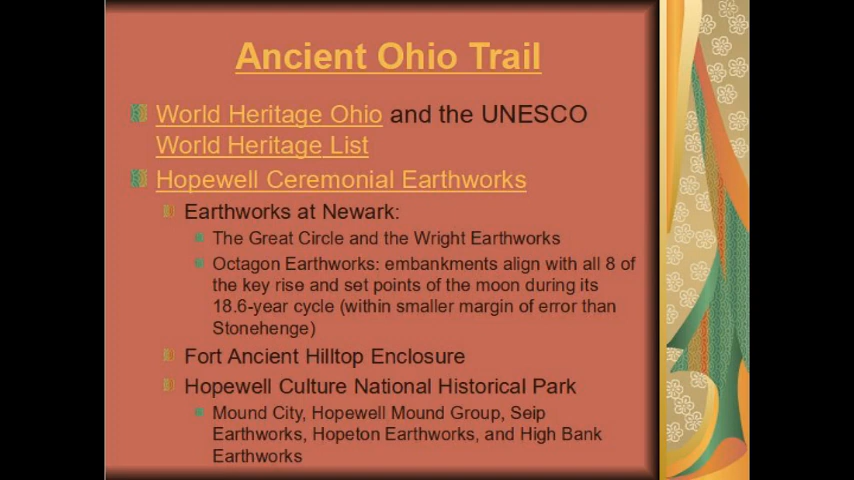 Ancient Ohio Trail
World Heritage Ohio and the UNESCO
World Heritage List
Hopewell Ceremonial Earthworks
Earthworks at Newark:
The Great Circle and the Wright Earthworks
Octagon Earthworks: embankments align with all 8 of
the key rise and set points of the moon during its
18.6-year cycle (within smaller margin of error than
Stonehenge)
Fort Ancient Hilltop Enclosure
Hopewell Culture National Historical Park
Mound City, Hopewell Mound Group, Seip
Earthworks, Hopeton Earthworks, and High Bank
Earthworks